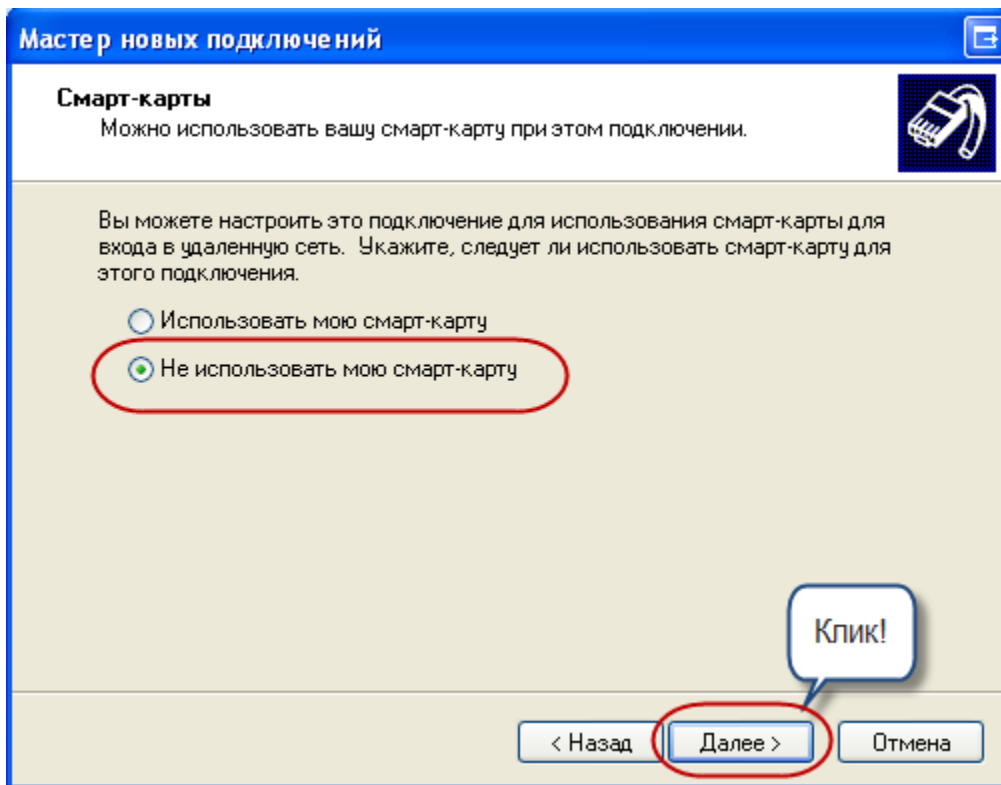 Мастер новых подключений
Смарт-карты
Можно использовать вашу смарт-карту при этом подключении.
Вы можете настроить это подключение для использования смарт-карты для
входа в удаленную сеть.  Укажите, следует ли использовать смарт-карту для
этого подключения.
Использовать мою смарт-карту
Не использовать мою смарт-карту
Клик!
< Назад
Далее >
Отмена